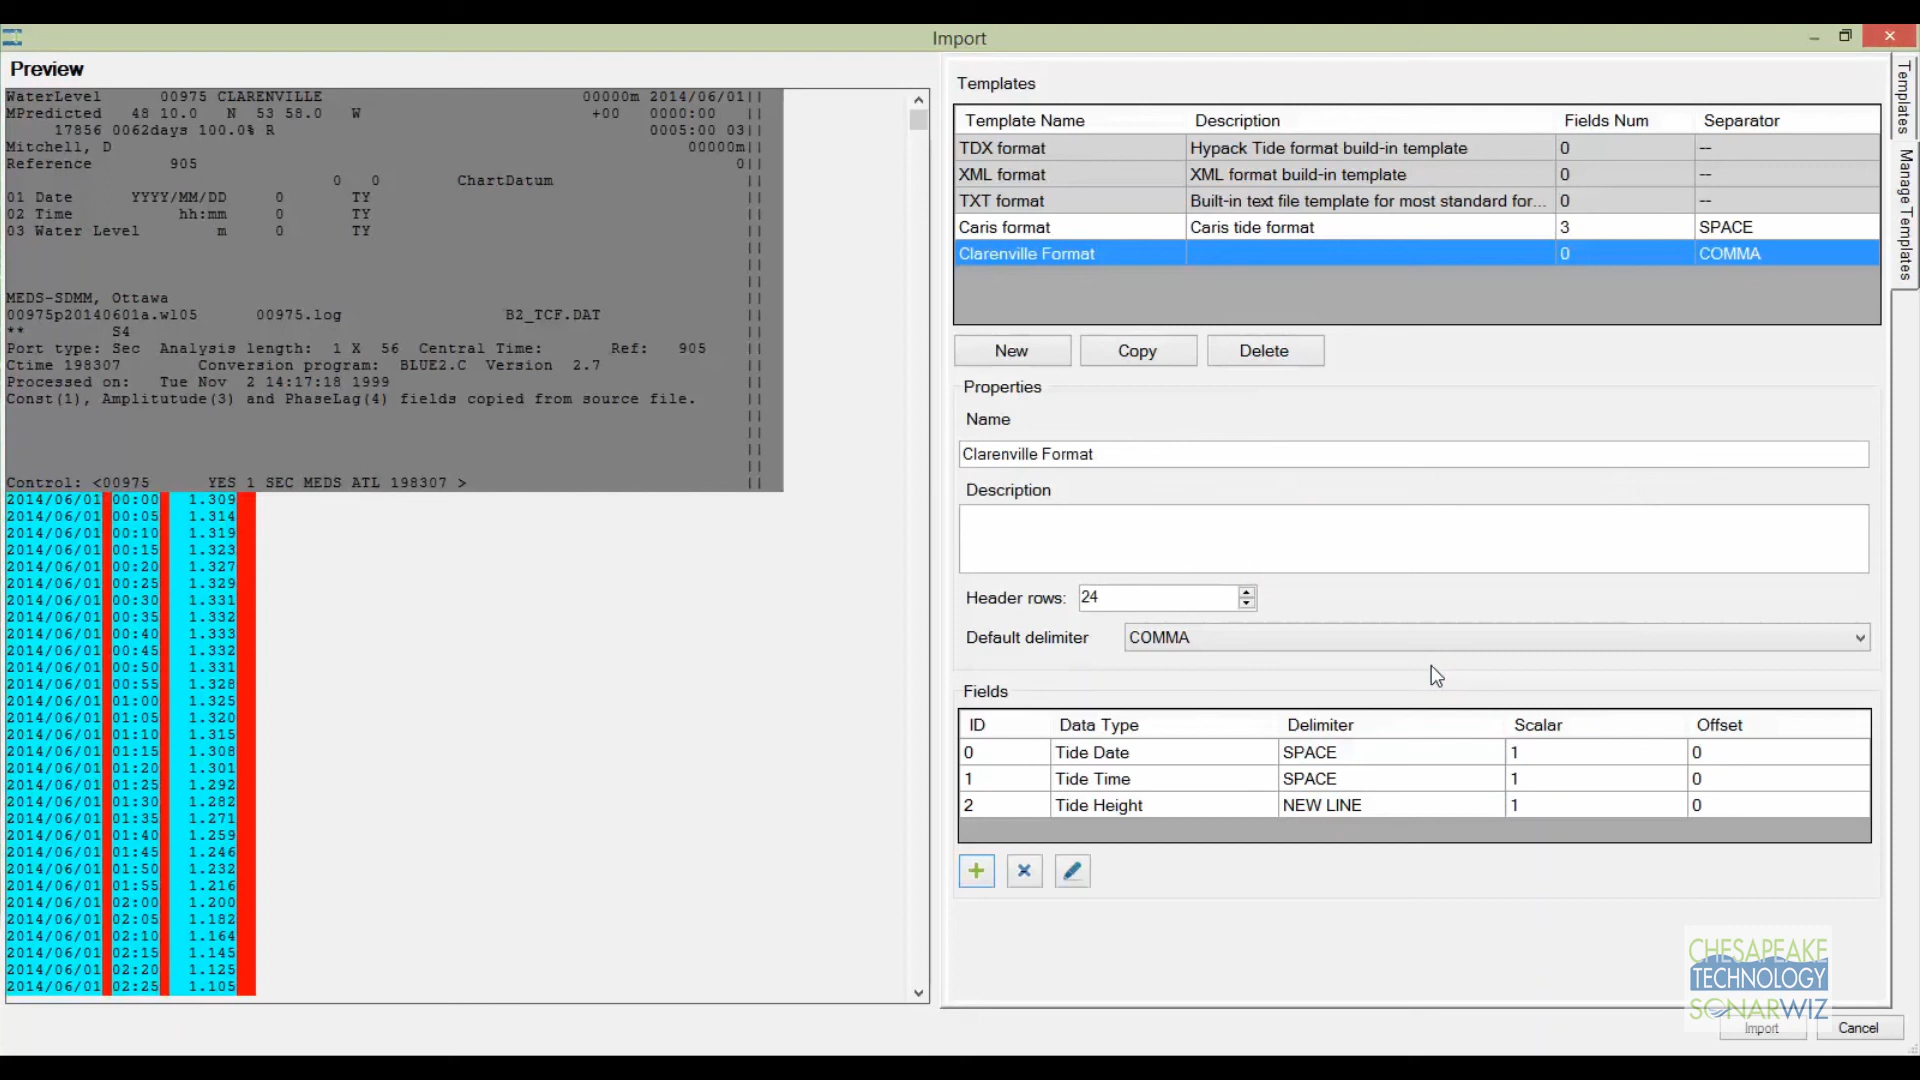 Import
Preview
WaterLevel 00975 CLARENVILLE 00000m 2014/06/01||
MPredicted 48 10.0 N 53 58.0 W +00 0000:00 ||
17856 0062days 100.0% R 0005:00 03||
Mitchell, D 00000m||
Reference 905 0||
0 0 ChartDatum ||
01 Date YYYY/MM/DD 0 TY ||
02 Time hh:mm 0 TY ||
03 Water Level m 0 TY ||
||
||
||
MEDS-SDMM, Ottawa ||
00975p20140601a.wl05 00975.log B2_TCF.DAT ||
** S4 ||
Port type: Sec Analysis length: 1 X 56 Central Time: Ref: 905 ||
Ctime 198307 Conversion program: BLUE2.C Version 2.7 ||
Processed on: Tue Nov 2 14:17:18 1999 ||
Const(1), Amplitutude(3) and PhaseLag(4) fields copied from source file. ||
||
||
||
||
Control: <00975 YES 1 SEC MEDS ATL 198307 > ||
2014/06/01 00:00 1.309
2014/06/01 00:05 1.314
2014/06/01 00:10 1.319
2014/06/01 00:15 1.323
2014/06/01 00:20 1.327
2014/06/01 00:25 1.329
2014/06/01 00:30 1.331
2014/06/01 00:35 1.332
2014/06/01 00:40 1.333
2014/06/01 00:45 1.332
2014/06/01 00:50 1.331
2014/06/01 00:55 1.328
2014/06/01 01:00 1.325
2014/06/01 01:05 1.320
2014/06/01 01:10 1.315
2014/06/01 01:15 1.308
2014/06/01 01:20 1.301
2014/06/01 01:25 1.292
2014/06/01 01:30 1.282
2014/06/01 01:35 1.271
2014/06/01 01:40 1.259
2014/06/01 01:45 1.246
2014/06/01 01:50 1.232
2014/06/01 01:55 1.216
2014/06/01 02:00 1.200
2014/06/01 02:05 1.182
2014/06/01 02:10 1.164
2014/06/01 02:15 1.145
2014/06/01 02:20 1.125
2014/06/01 02:25 1.105
Templates
Template Name Description Fields Num Separator
TDX format Hypack Tide format build-in template 0 --
XML format XML format build-in template 0 --
TXT format Built-in text file template for most standard for... 0 --
Caris format Caris tide format 3 SPACE
Clarenville Format 0 COMMA
New Copy Delete
Properties
Name
Clarenville Format
Description
Header rows: 24
Default delimiter COMMA
Fields
ID Data Type Delimiter Scalar Offset
0 Tide Date SPACE 1 0
1 Tide Time SPACE 1 0
2 Tide Height NEW LINE 1 0
Templates
Manage Templates
CHESAPEAKE
TECHNOLOGY
SONARWIZ
Import Cancel